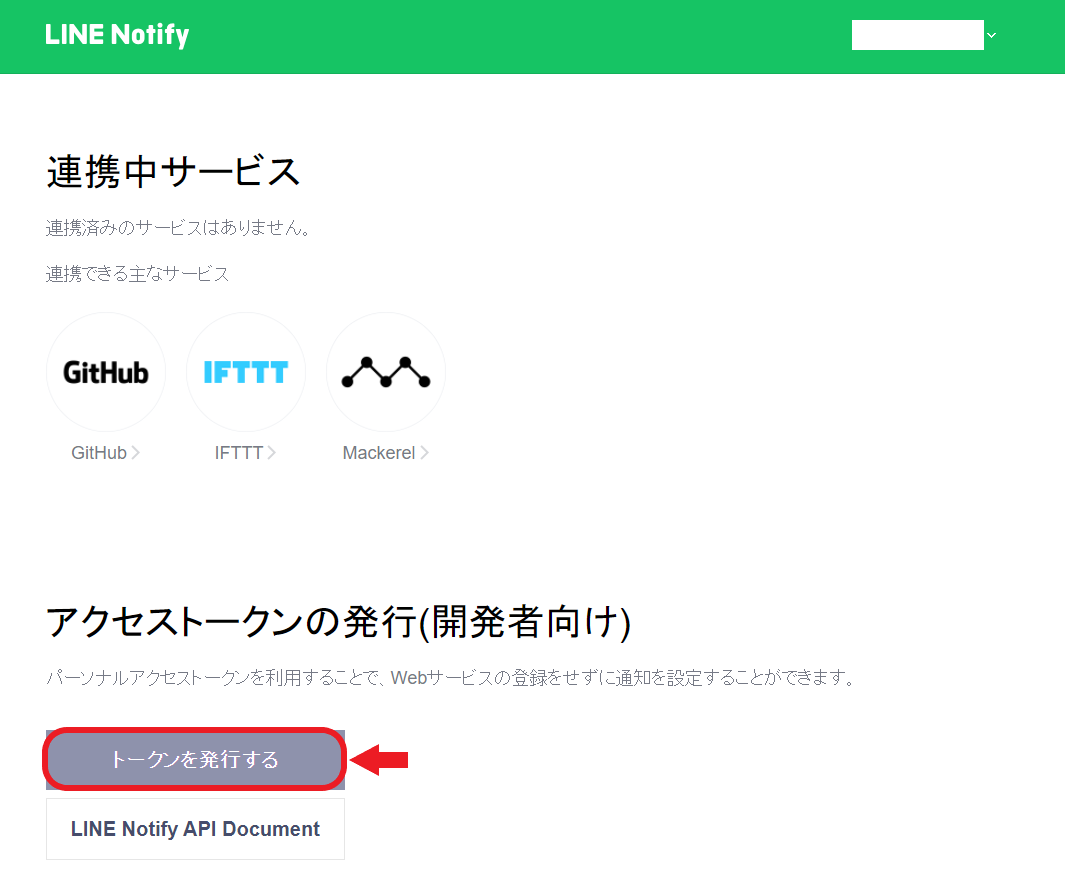 LINE Notify
連携中サービス
連携済みのサービスはありません。
連携できる主なサービス
GitHub IFTTT
GitHub IFTTT Mackerel
アクセストークンの発行(開発者向け)
パーソナルアクセストークンを利用することで、Webサービスの登録をせずに通知を設定することができます。
トークンを発行する
LINE Notify API Document